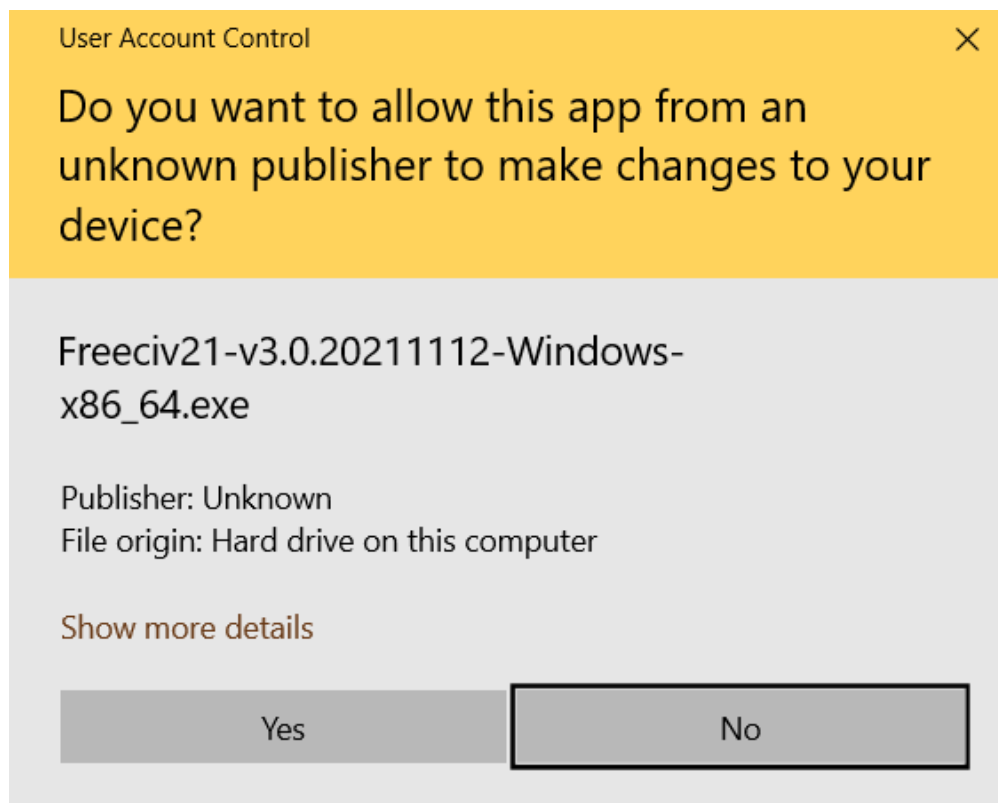 User Account Control
Do you want to allow this app from an
unknown publisher to make changes to your
device?
Freeciv21-v3.0.20211112-Windows-
x86_64.exe
Publisher: Unknown
File origin: Hard drive on this computer
Show more details
Yes
No